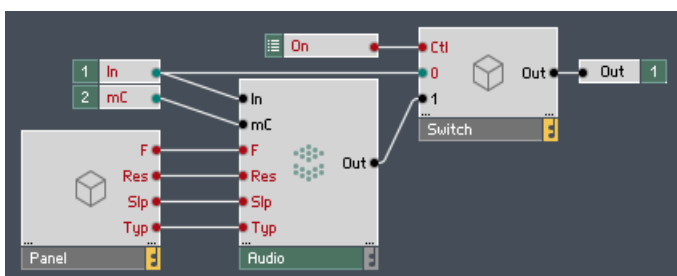 On
Ctl
1 In
0
Out
Out 1
2 mC
In
1
mC
...
Switch
F
F
Res
Res
Out
Slp
Slp
Typ
Typ
... ...
...
Panel
Audio